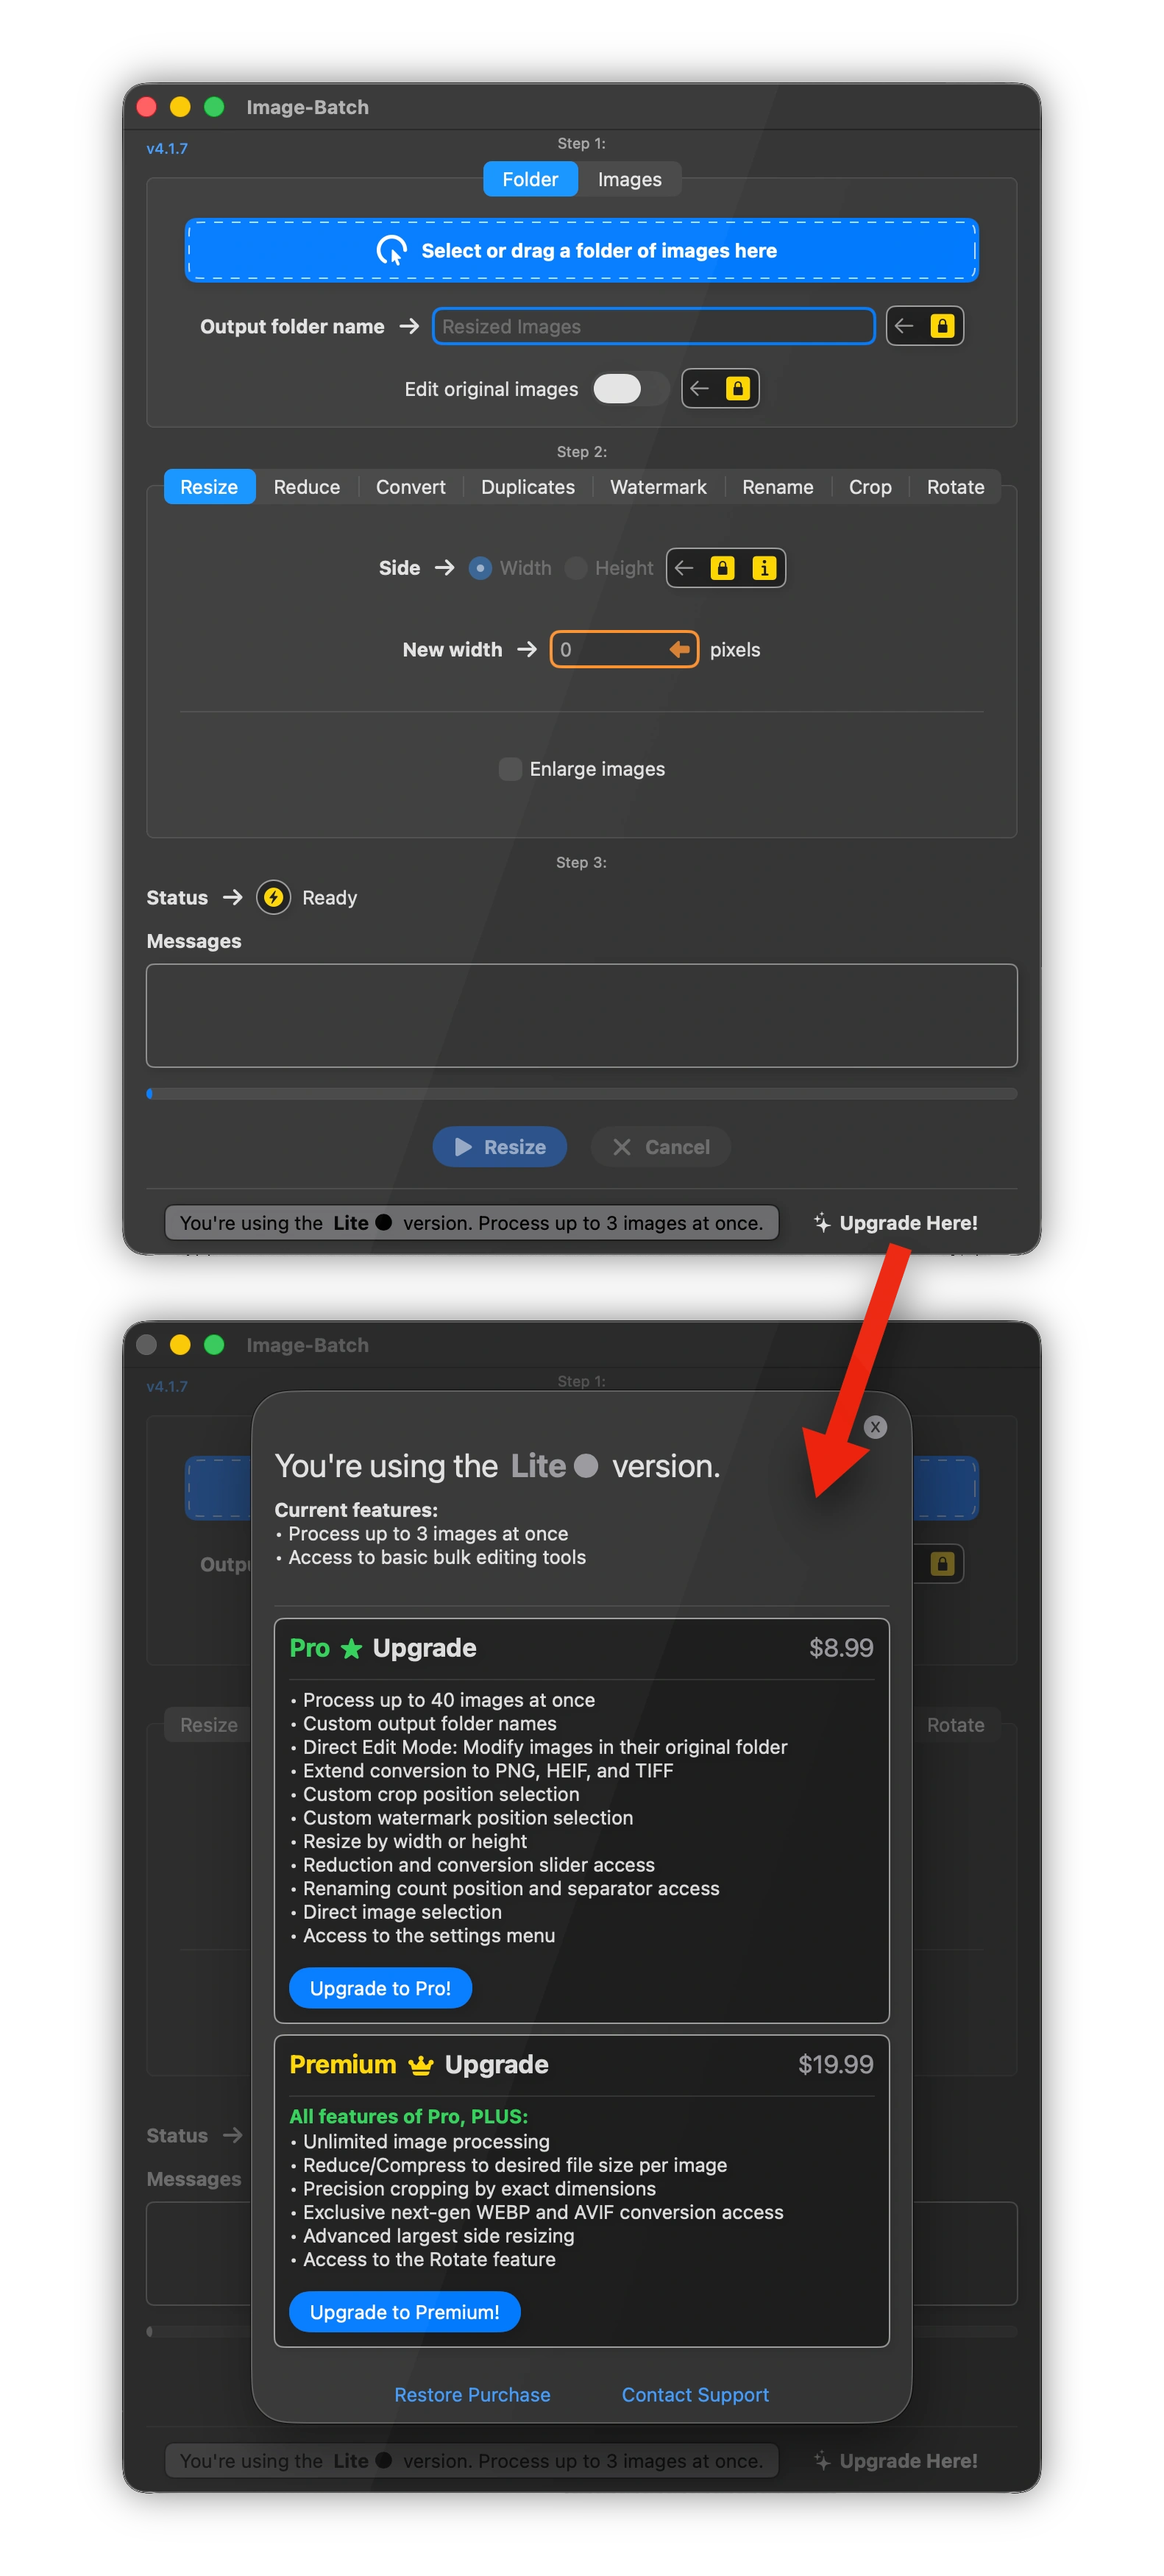 Image-Batch
v4.1.7
Step 1:
Folder Images
Select or drag a folder of images here
Output folder name → Resized Images ←
Edit original images ←
Step 2:
Resize Reduce Convert Duplicates Watermark Rename Crop Rotate
Side → Width Height ← i
New width → 0 pixels
Enlarge images
Step 3:
Status → Ready
Messages
Resize Cancel
You're using the Lite version. Process up to 3 images at once. Upgrade Here!
Image-Batch
v4.1.7
Step 1:
X
You're using the Lite version.
Current features:
• Process up to 3 images at once
• Access to basic bulk editing tools
Outpu
Pro ★ Upgrade $8.99
• Process up to 40 images at once
• Custom output folder names
Resize Rotate
• Direct Edit Mode: Modify images in their original folder
• Extend conversion to PNG, HEIF, and TIFF
• Custom crop position selection
• Custom watermark position selection
• Resize by width or height
• Reduction and conversion slider access
• Renaming count position and separator access
• Direct image selection
• Access to the settings menu
Upgrade to Pro!
Premium Upgrade $19.99
All features of Pro, PLUS:
Status →
• Unlimited image processing
• Reduce/Compress to desired file size per image
Messages
• Precision cropping by exact dimensions
• Exclusive next-gen WEBP and AVIF conversion access
• Advanced largest side resizing
• Access to the Rotate feature
Upgrade to Premium!
Restore Purchase Contact Support
You're using the Lite version. Process up to 3 images at once. Upgrade Here!